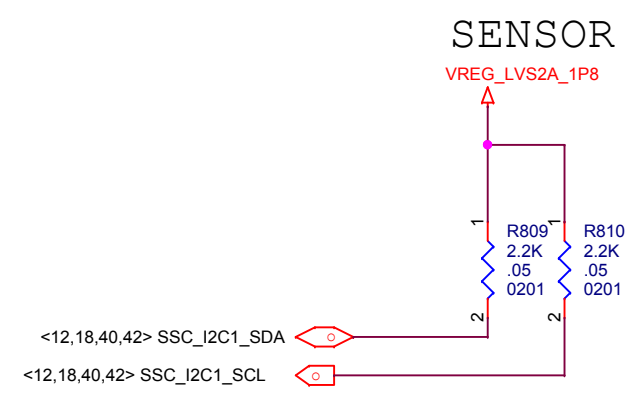 SENSOR
VREG_LVS2A_1P8
1
R809
2.2K
.05
0201
2
1
R810
2.2K
.05
0201
2
<12,18,40,42> SSC_I2C1_SDA
<12,18,40,42> SSC_I2C1_SCL